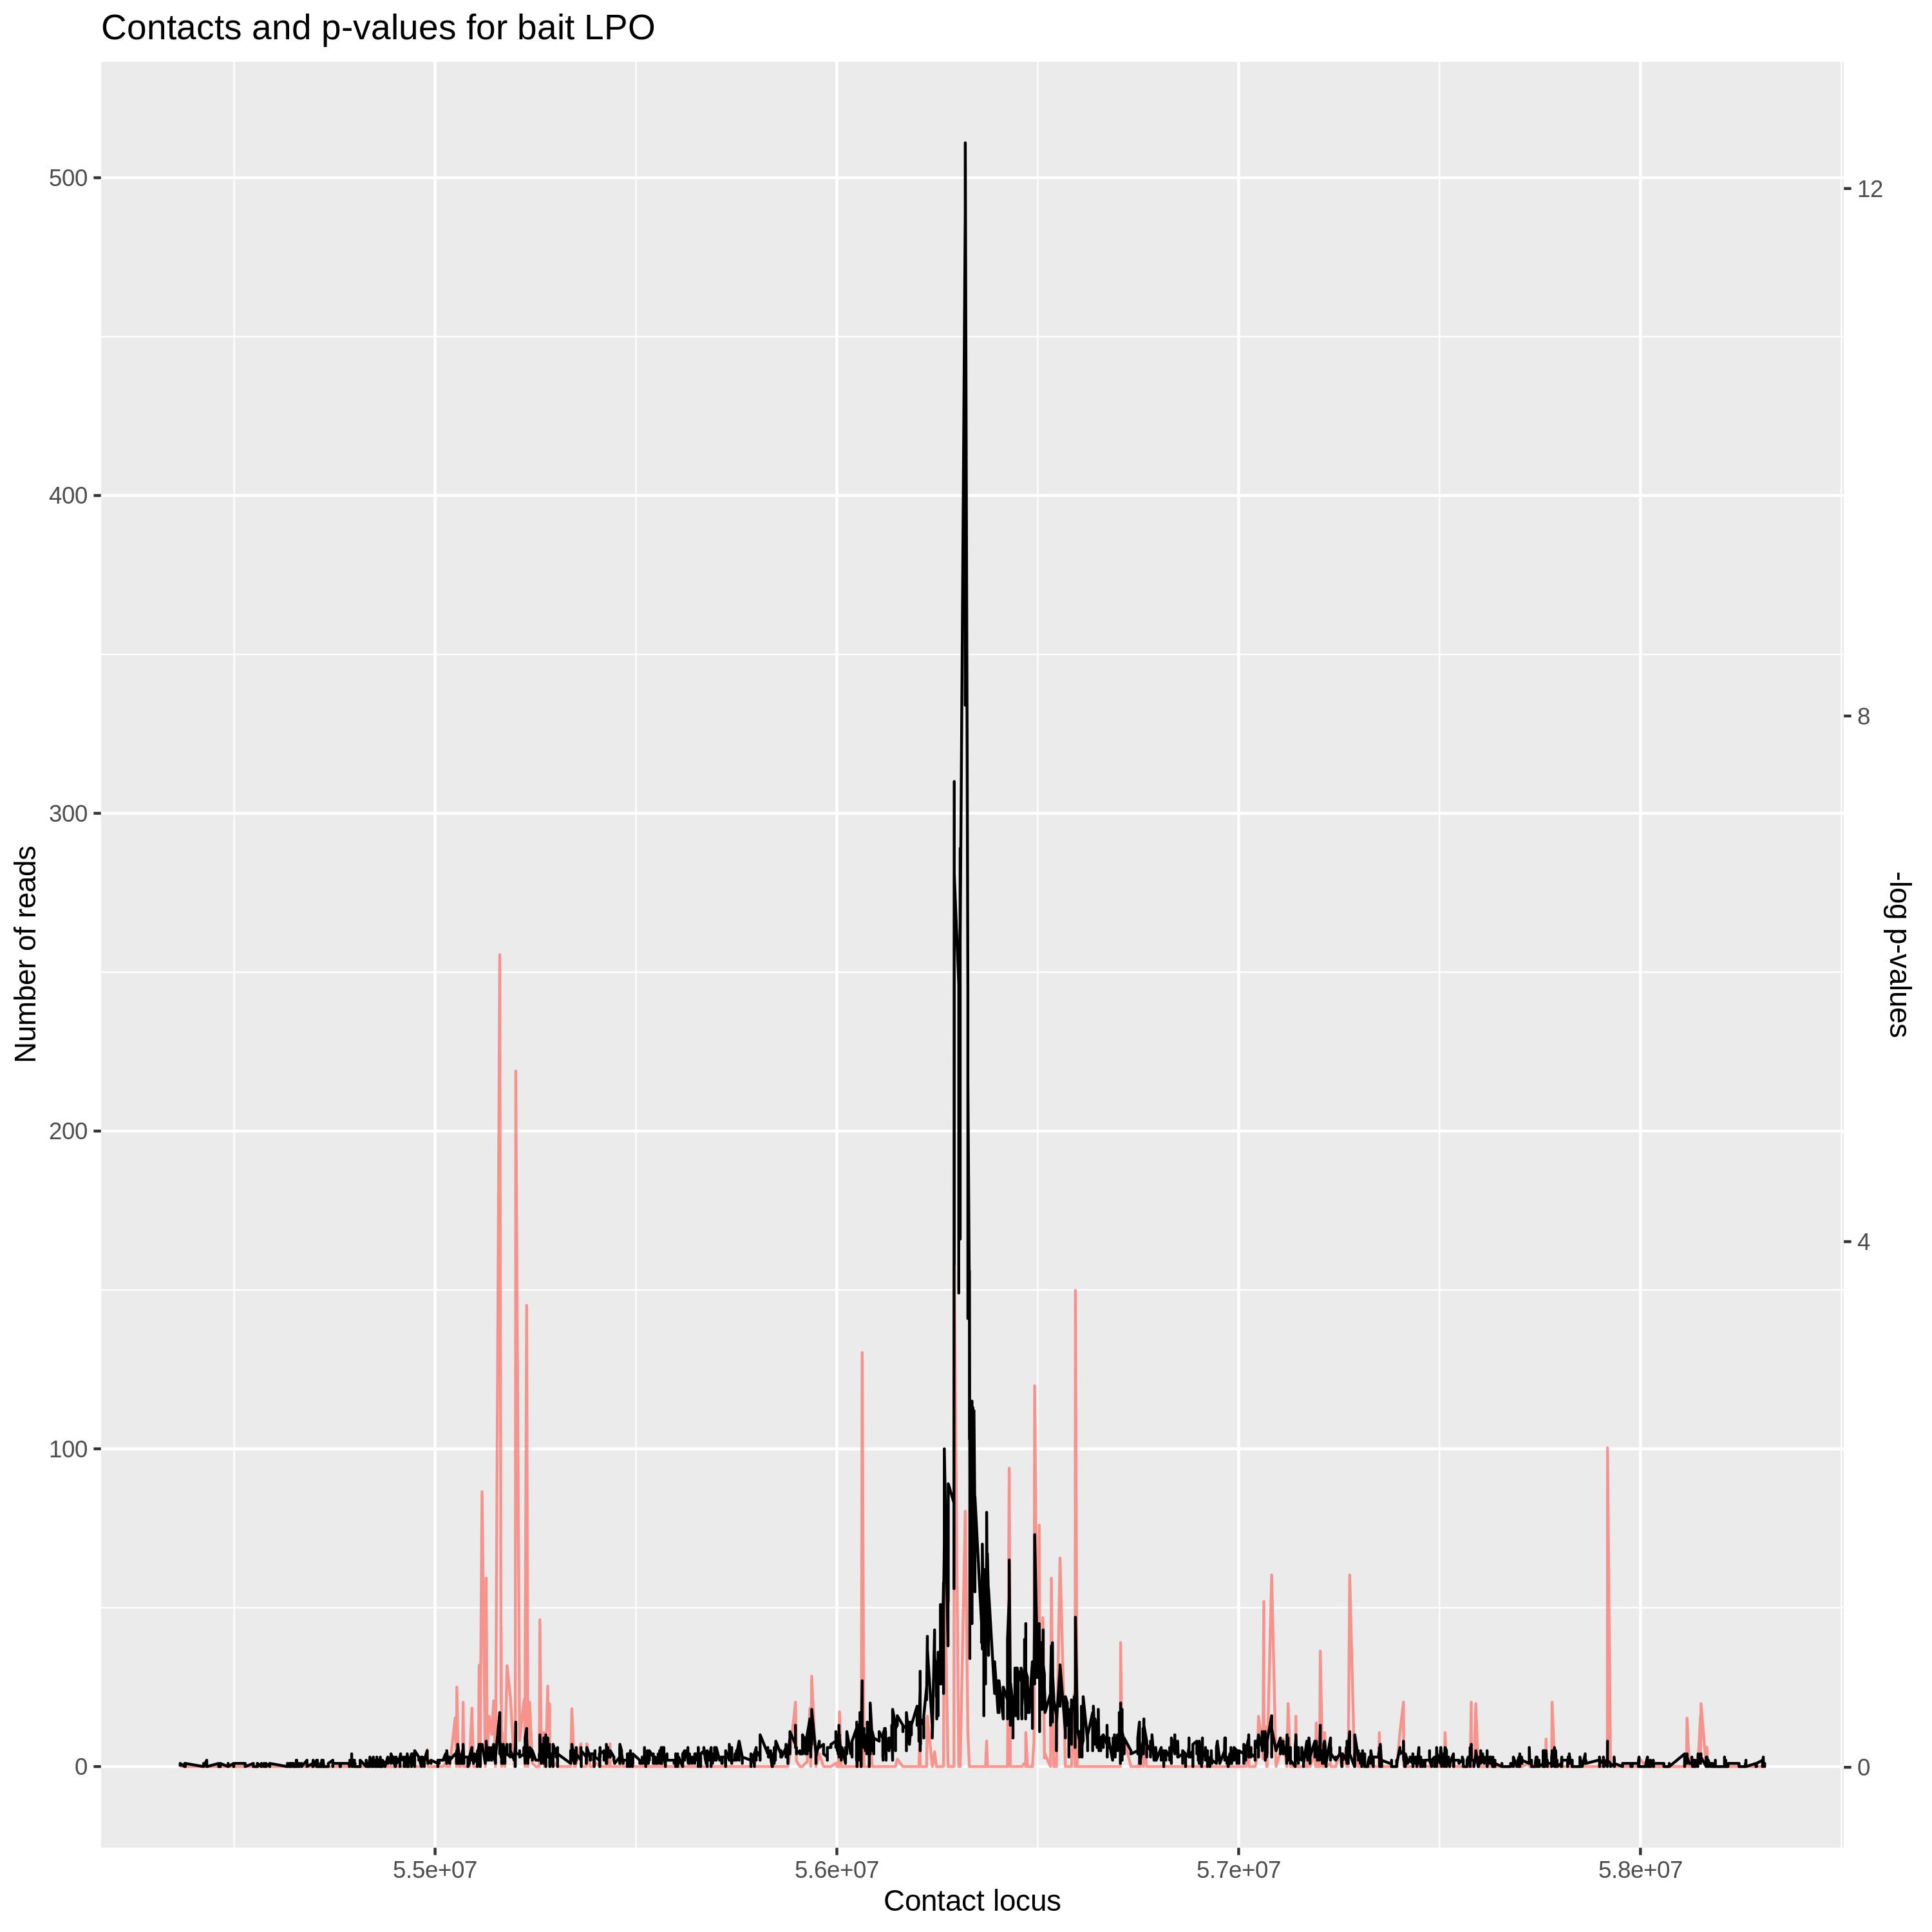 Contacts and p-values for bait LPO
500
400
300
200
100
0
12
8
4
0
Number of reads
-log p-values
5.5e+07
5.6e+07
5.7e+07
5.8e+07
Contact locus